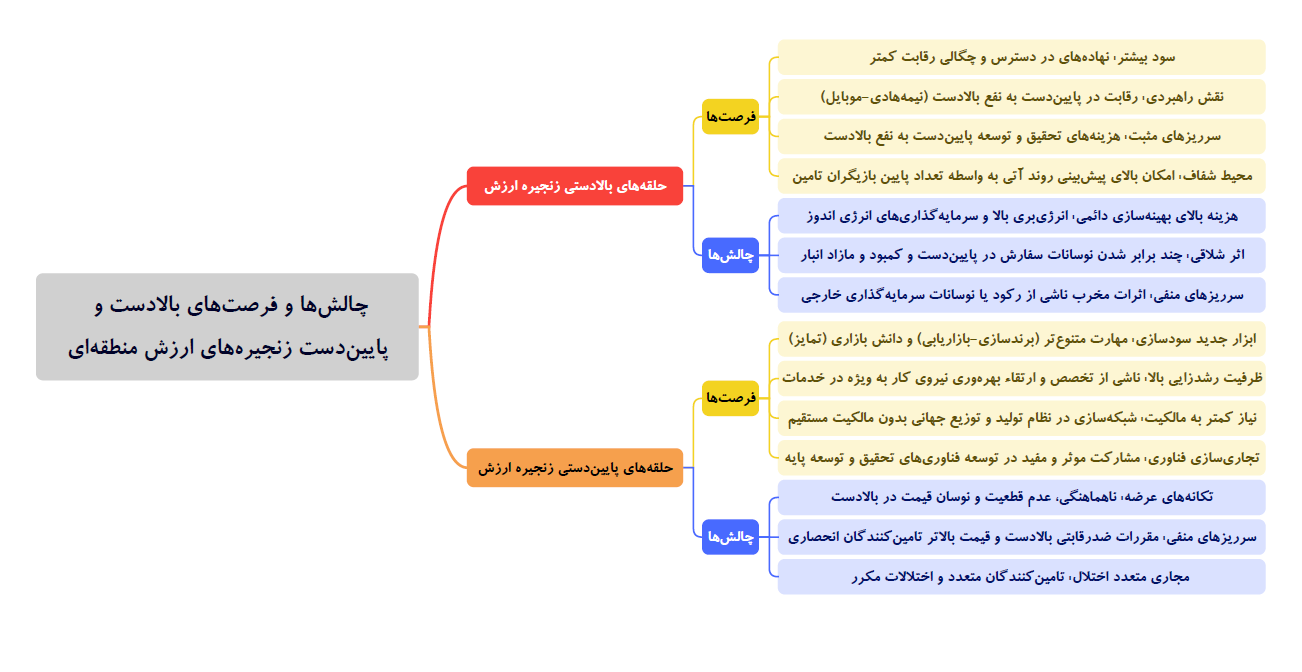 چالش‌ها و فرصت‌های بالادست و
پایین‌دست زنجیره‌های ارزش منطقه‌ای
حلقه‌های بالادستی زنجیره ارزش
فرصت‌ها
سود بیشتر: نهاده‌های در دسترس و چگالی رقابت کمتر
نقش راهبردی: رقابت در پایین‌دست به نفع بالادست (نیمه‌هادی-موبایل)
سرریزهای مثبت: هزینه‌های تحقیق و توسعه پایین‌دست به نفع بالادست
محیط شفاف: امکان بالای پیش‌بینی روند آتی به واسطه تعداد پایین بازیگران تامین
چالش‌ها
هزینه بالای بهینه‌سازی دائمی: انرژی‌بری بالا و سرمایه‌گذاری‌های انرژی اندوز
اثر شلاقی: چند برابر شدن نوسانات سفارش در پایین‌دست و کمبود و مازاد انبار
سرریزهای منفی: اثرات مخرب ناشی از رکود یا نوسانات سرمایه‌گذاری خارجی
حلقه‌های پایین‌دستی زنجیره ارزش
فرصت‌ها
ابزار جدید سودسازی: مهارت متنوع‌تر (برندسازی-بازاریابی) و دانش بازاری (تمایز)
ظرفیت رشدزایی بالا: ناشی از تخصص و ارتقاء بهره‌وری نیروی کار به ویژه در خدمات
نیاز کمتر به مالکیت: شبکه‌سازی در نظام تولید و توزیع جهانی بدون مالکیت مستقیم
تجاری‌سازی فناوری: مشارکت موثر و مفید در توسعه فناوری‌های تحقیق و توسعه پایه
چالش‌ها
تکانه‌های عرضه: ناهماهنگی، عدم قطعیت و نوسان قیمت در بالادست
سرریزهای منفی: مقررات ضدرقابتی بالادست و قیمت بالاتر تامین‌کنندگان انحصاری
مجاری متعدد اختلال: تامین‌کنندگان متعدد و اختلالات مکرر